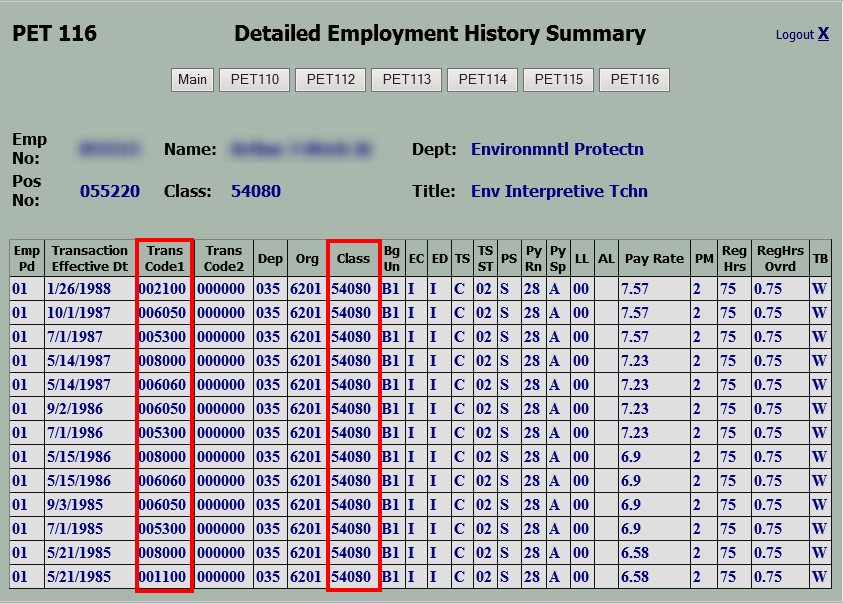 PET 116 Detailed Employment History Summary Logout X
Main PET110 PET112 PET113 PET114 PET115 PET116
Emp No: Name: Dept: Environmntl Protectn
Pos No: 055220 Class: 54080 Title: Env Interpretive Tchn
Emp Pd Transaction Effective Dt Trans Code1 Trans Code2 Dep Org Class Bg Un EC ED TS TS ST PS Py Rn Py Sp LL AL Pay Rate PM Reg Hrs RegHrs Ovrd TB
01 1/26/1988 002100 000000 035 6201 54080 B1 I I C 02 S 28 A 00 7.57 2 75 0.75 W
01 10/1/1987 006050 000000 035 6201 54080 B1 I I C 02 S 28 A 00 7.57 2 75 0.75 W
01 7/1/1987 005300 000000 035 6201 54080 B1 I I C 02 S 28 A 00 7.57 2 75 0.75 W
01 5/14/1987 008000 000000 035 6201 54080 B1 I I C 02 S 28 A 00 7.23 2 75 0.75 W
01 5/14/1987 006060 000000 035 6201 54080 B1 I I C 02 S 28 A 00 7.23 2 75 0.75 W
01 9/2/1986 006050 000000 035 6201 54080 B1 I I C 02 S 28 A 00 7.23 2 75 0.75 W
01 7/1/1986 005300 000000 035 6201 54080 B1 I I C 02 S 28 A 00 7.23 2 75 0.75 W
01 5/15/1986 008000 000000 035 6201 54080 B1 I I C 02 S 28 A 00 6.9 2 75 0.75 W
01 5/15/1986 006060 000000 035 6201 54080 B1 I I C 02 S 28 A 00 6.9 2 75 0.75 W
01 9/3/1985 006050 000000 035 6201 54080 B1 I I C 02 S 28 A 00 6.9 2 75 0.75 W
01 7/1/1985 005300 000000 035 6201 54080 B1 I I C 02 S 28 A 00 6.9 2 75 0.75 W
01 5/21/1985 008000 000000 035 6201 54080 B1 I I C 02 S 28 A 00 6.58 2 75 0.75 W
01 5/21/1985 001100 000000 035 6201 54080 B1 I I C 02 S 28 A 00 6.58 2 75 0.75 W